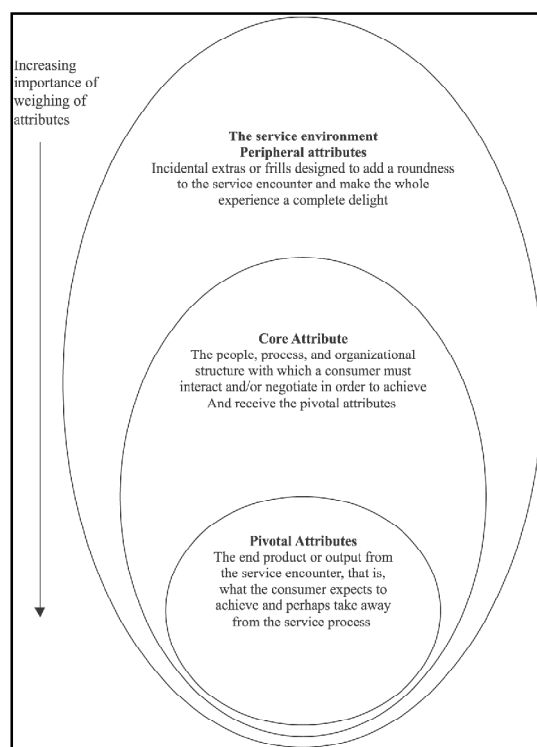 Increasing
importance of
weighing of
attributes
The service environment
Peripheral attributes
Incidental extras or frills designed to add a roundness
to the service encounter and make the whole
experience a complete delight
Core Attribute
The people, process, and organizational
structure with which a consumer must
interact and/or negotiate in order to achieve
And receive the pivotal attributes
Pivotal Attributes
The end product or output from
the service encounter, that is,
what the consumer expects to
achieve and perhaps take away
from the service process